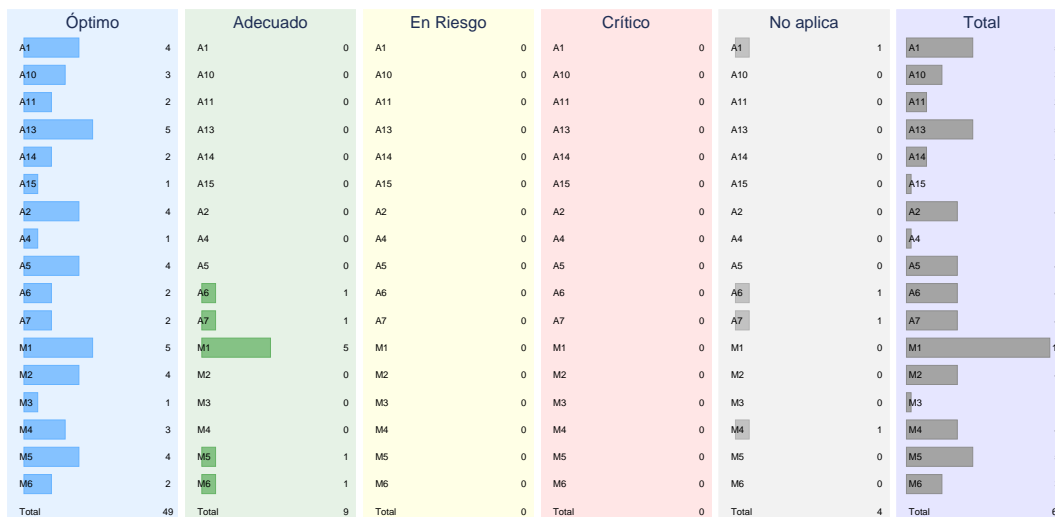 Óptimo Adecuado En Riesgo Crítico No aplica Total
A1 4 A1 0 A1 0 A1 0 A1 1 A1
A10 3 A10 0 A10 0 A10 0 A10 0 A10
A11 2 A11 0 A11 0 A11 0 A11 0 A11
A13 5 A13 0 A13 0 A13 0 A13 0 A13
A14 2 A14 0 A14 0 A14 0 A14 0 A14
A15 1 A15 0 A15 0 A15 0 A15 0 A15
A2 4 A2 0 A2 0 A2 0 A2 0 A2
A4 1 A4 0 A4 0 A4 0 A4 0 A4
A5 4 A5 0 A5 0 A5 0 A5 0 A5
A6 2 A6 1 A6 0 A6 0 A6 1 A6
A7 2 A7 1 A7 0 A7 0 A7 1 A7
M1 5 M1 5 M1 0 M1 0 M1 0 M1 1
M2 4 M2 0 M2 0 M2 0 M2 0 M2
M3 1 M3 0 M3 0 M3 0 M3 0 M3
M4 3 M4 0 M4 0 M4 0 M4 1 M4
M5 4 M5 1 M5 0 M5 0 M5 0 M5
M6 2 M6 1 M6 0 M6 0 M6 0 M6
Total 49 Total 9 Total 0 Total 0 Total 4 Total 6